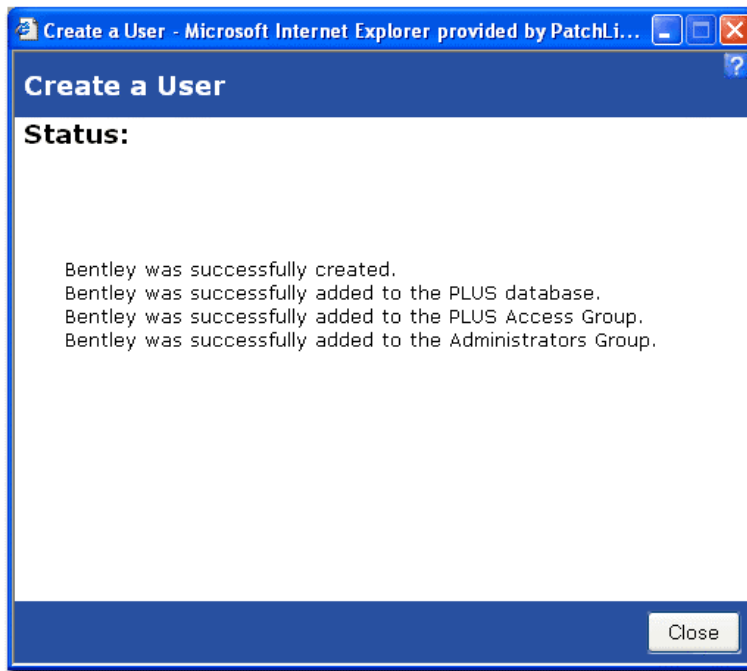 Create a User - Microsoft Internet Explorer provided by PatchLi...
?
Create a User
Status:
Bentley was successfully created.
Bentley was successfully added to the PLUS database.
Bentley was successfully added to the PLUS Access Group.
Bentley was successfully added to the Administrators Group.
Close